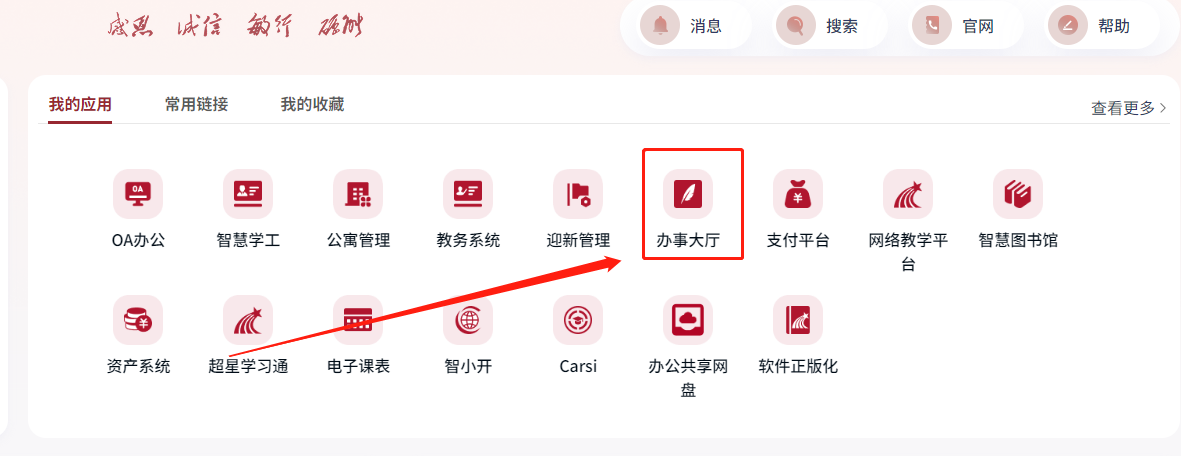 感恩 诚信 敏行
消息 搜索 官网 帮助
我的应用 常用链接 我的收藏 查看更多
OA
OA办公 智慧学工 公寓管理 教务系统 迎新管理 办事大厅 支付平台 网络教学平台 智慧图书馆
资产系统 超星学习通 电子课表 智小开 Carsi 办公共享网盘 软件正版化